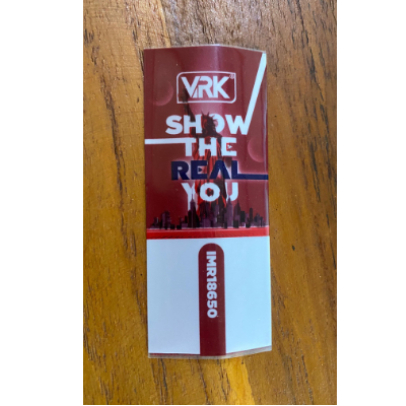 VRK
SHOW
THE
REAL
YOU
IMR18650